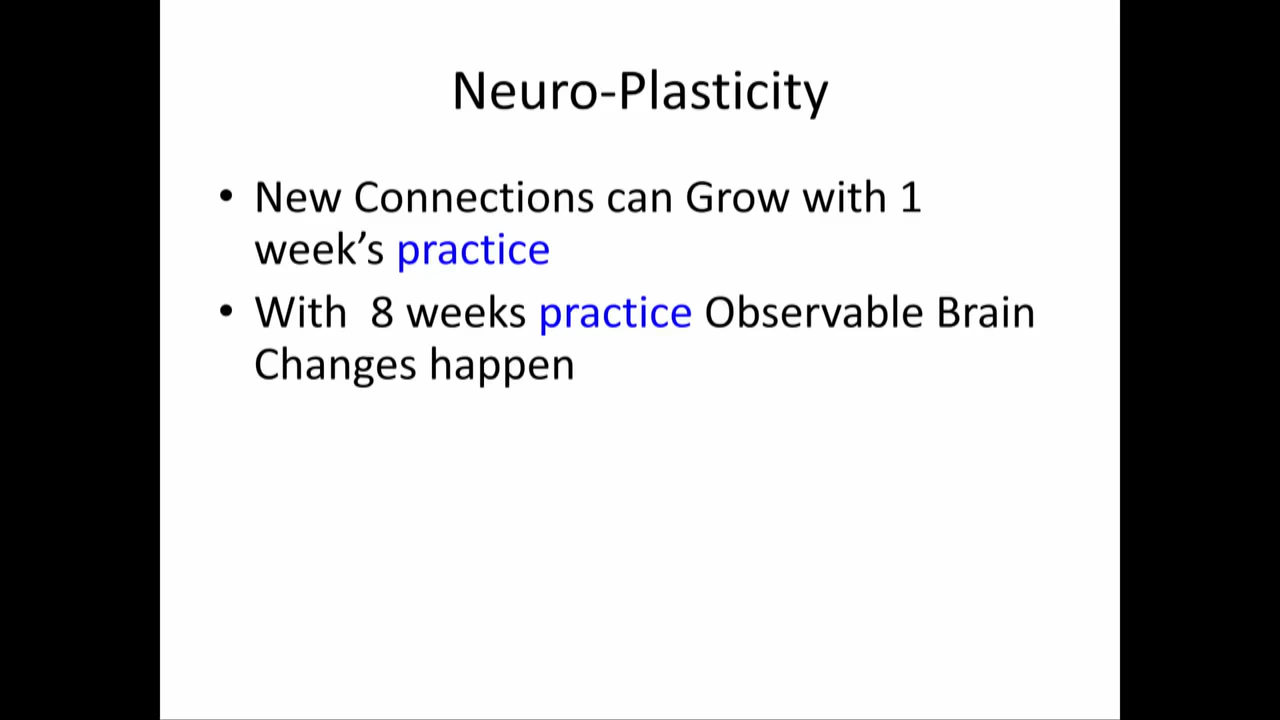 Neuro-Plasticity
• New Connections can Grow with 1
week’s practice
• With  8 weeks practice Observable Brain
Changes happen